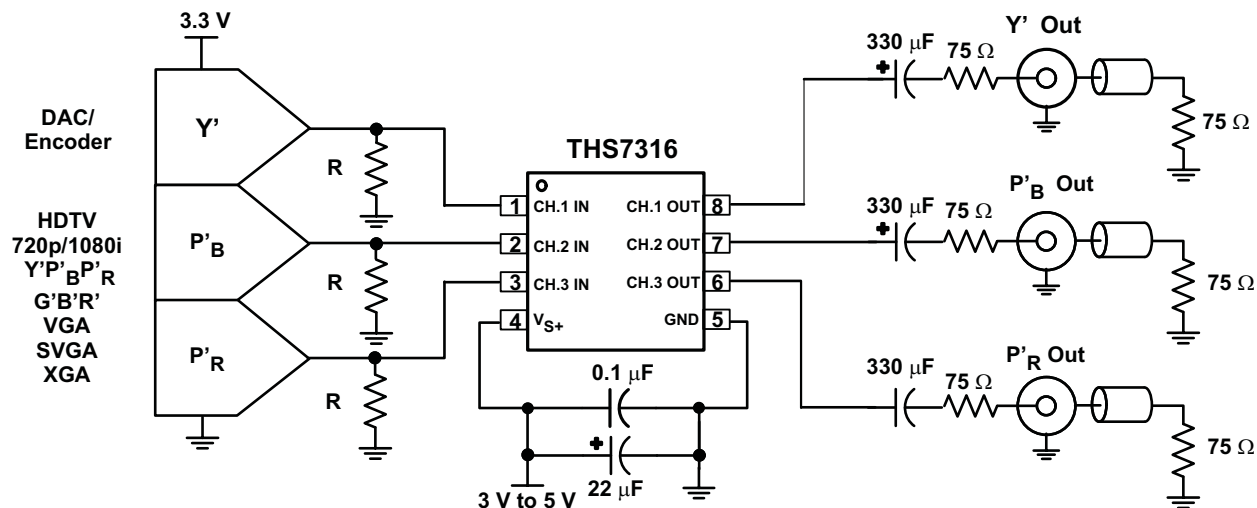 3.3 V
DAC/
Encoder
Y'
R
HDTV
720p/1080i
Y'P'BP'R
G'B'R'
VGA
SVGA
XGA
P'B
R
P'R
R
THS7316
1 CH.1 IN CH.1 OUT 8
2 CH.2 IN CH.2 OUT 7
3 CH.3 IN CH.3 OUT 6
4 VS+ GND 5
0.1 µF
+
22 µF
3 V to 5 V
Y' Out
330 µF
+
75 Ω
75 Ω
P'B Out
330 µF
+
75 Ω
75 Ω
P'R Out
330 µF
75 Ω
75 Ω